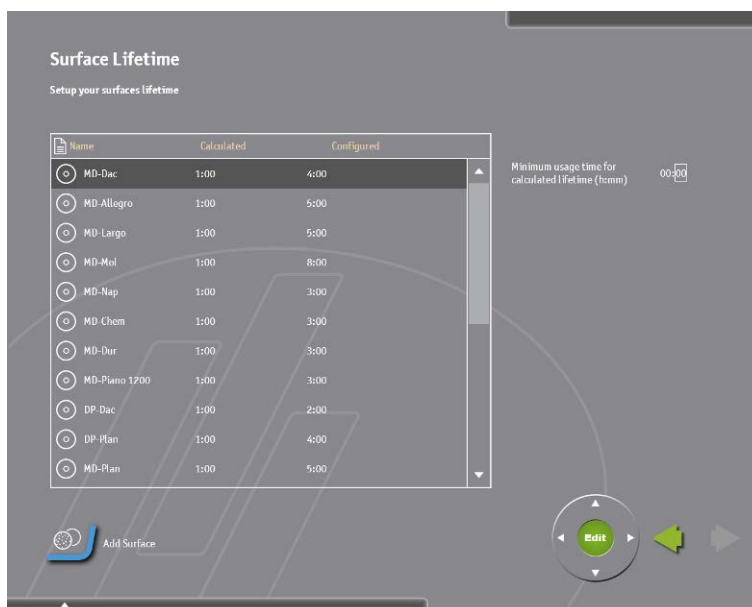 Surface Lifetime
Setup your surfaces lifetime
Name Calculated Configured
MD-Dac 1:00 4:00
MD-Allegro 1:00 5:00
MD-Largo 1:00 5:00
MD-Mol 1:00 8:00
MD-Nap 1:00 3:00
MD-Chem 1:00 3:00
MD-Dur 1:00 3:00
MD-Piano 1200 1:00 3:00
DP-Dac 1:00 2:00
DP-Plan 1:00 4:00
MD-Plan 1:00 5:00
Minimum usage time for
calculated lifetime (h:mm) 00:00
Add Surface
Edit